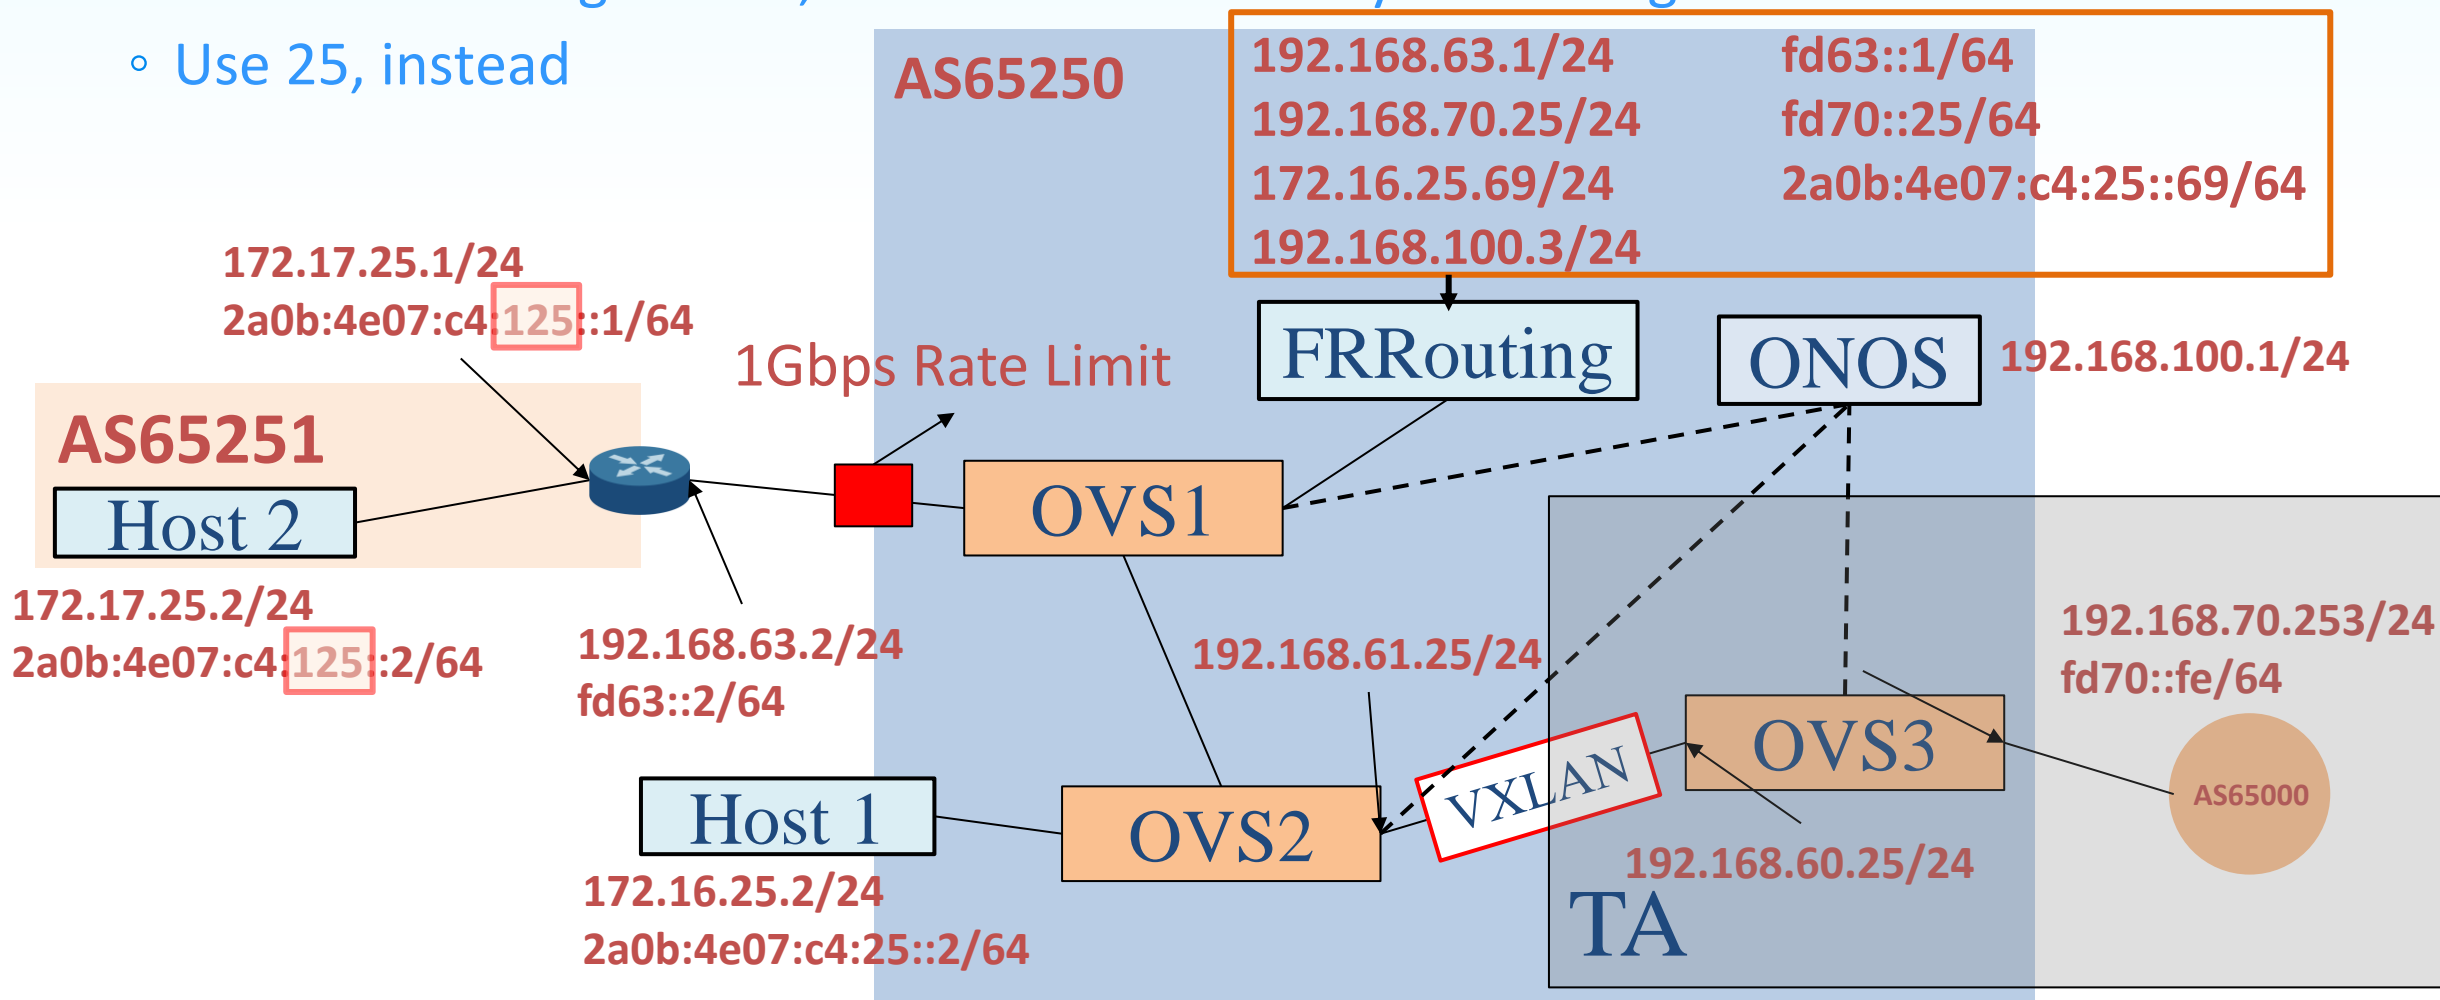 ◦ Use 25, instead
AS65250
192.168.63.1/24 fd63::1/64
192.168.70.25/24 fd70::25/64
172.16.25.69/24 2a0b:4e07:c4:25::69/64
192.168.100.3/24
172.17.25.1/24
2a0b:4e07:c4:125::1/64
1Gbps Rate Limit
FRRouting
ONOS
192.168.100.1/24
AS65251
Host 2
OVS1
172.17.25.2/24
2a0b:4e07:c4:125::2/64
192.168.63.2/24
fd63::2/64
192.168.61.25/24
192.168.70.253/24
fd70::fe/64
OVS3
VXLAN
AS65000
Host 1
OVS2
192.168.60.25/24
172.16.25.2/24
2a0b:4e07:c4:25::2/64
TA